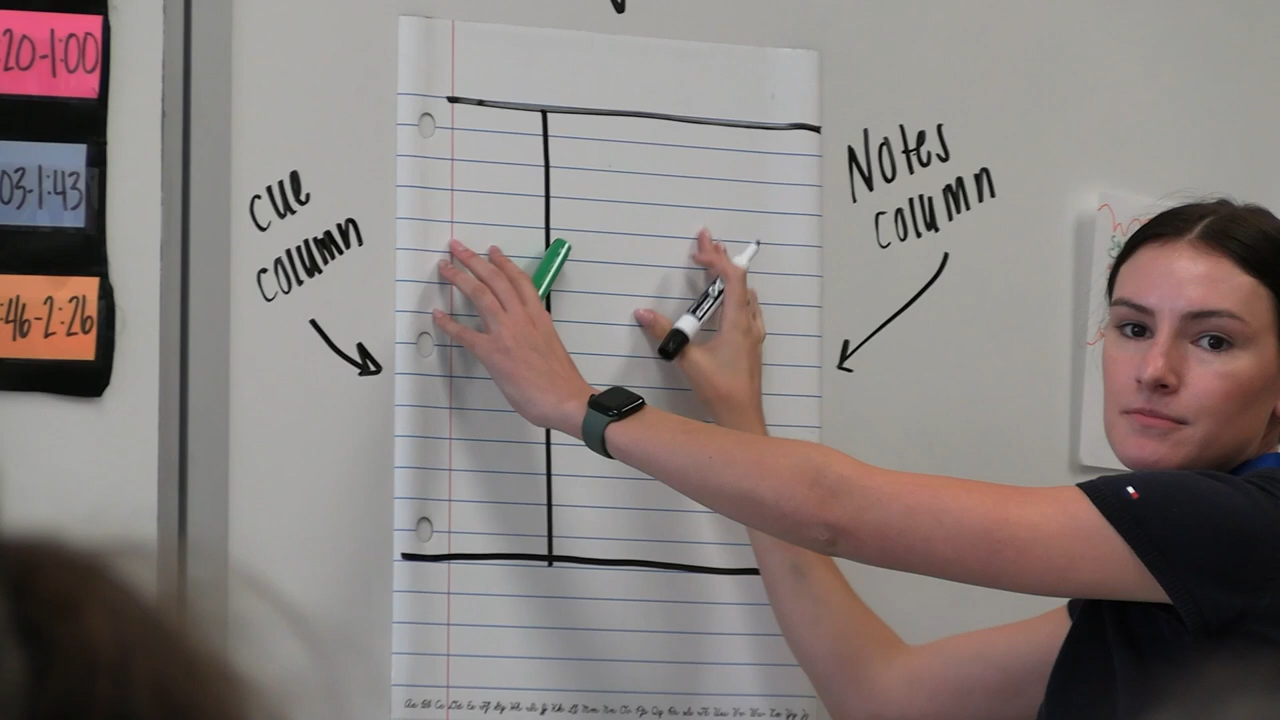 20-1:00
03-1:43
:46-2:26
cue
column
Notes
column